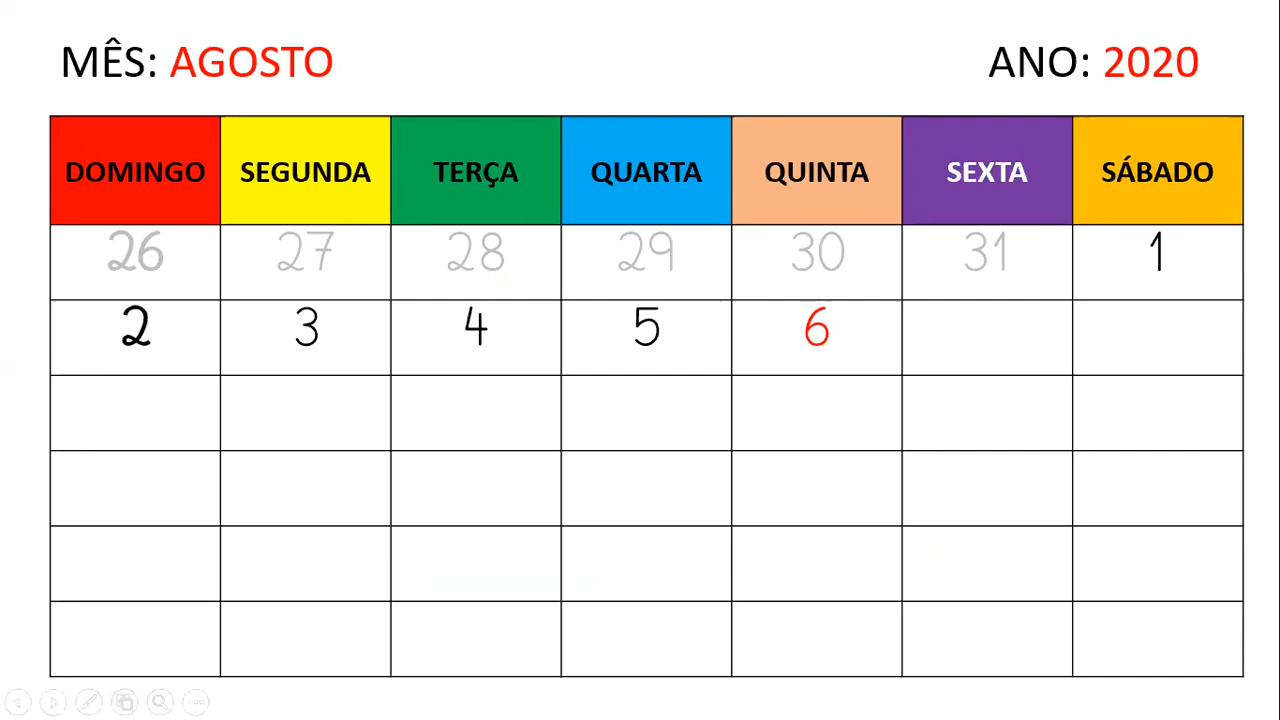 MÊS: AGOSTO ANO: 2020
DOMINGO SEGUNDA TERÇA QUARTA QUINTA SEXTA SÁBADO
26 27 28 29 30 31 1
2 3 4 5 6